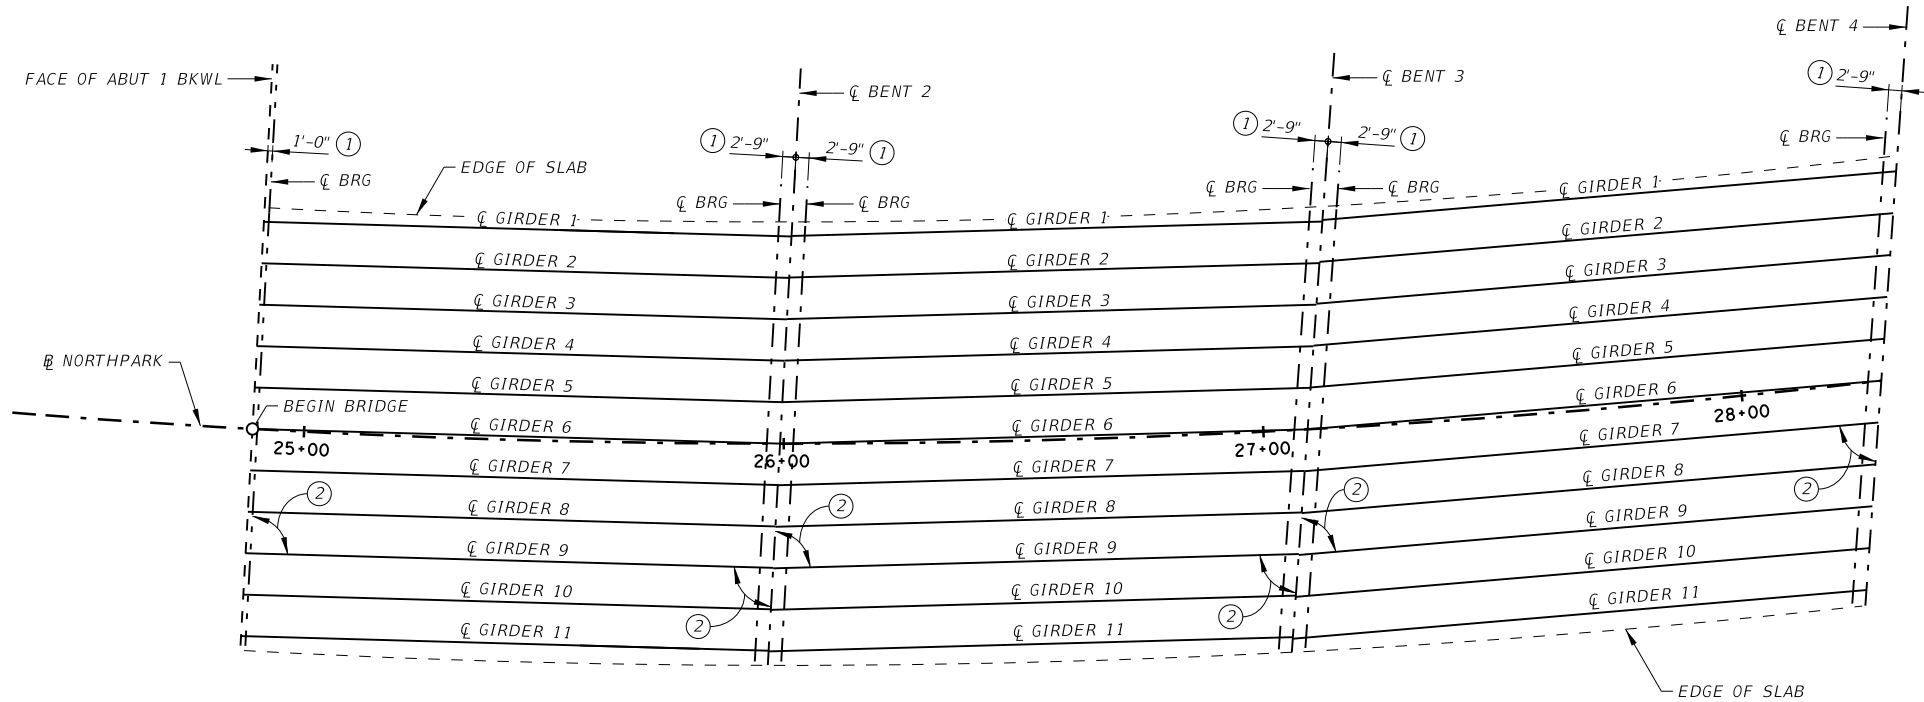 ℄ BENT 4
FACE OF ABUT 1 BKWL
℄ BENT 2
℄ BENT 3
1 2'-9"
1'-0" 1
1 2'-9"
2'-9" 1
1 2'-9"
2'-9" 1
℄ BRG
℄ BRG
EDGE OF SLAB
℄ BRG
℄ BRG
℄ BRG
℄ BRG
℄ GIRDER 1
℄ GIRDER 1
℄ GIRDER 1
℄ GIRDER 2
℄ GIRDER 2
℄ GIRDER 2
℄ GIRDER 3
℄ GIRDER 3
℄ GIRDER 3
℄ GIRDER 4
℄ GIRDER 4
℄ GIRDER 4
℄ GIRDER 5
℄ GIRDER 5
℄ GIRDER 5
BL NORTHPARK
BEGIN BRIDGE
℄ GIRDER 6
℄ GIRDER 6
℄ GIRDER 6
25+00
26+00
27+00
28+00
℄ GIRDER 7
℄ GIRDER 7
℄ GIRDER 7
2
2
2
2
℄ GIRDER 8
℄ GIRDER 8
℄ GIRDER 8
℄ GIRDER 9
℄ GIRDER 9
℄ GIRDER 9
℄ GIRDER 10
℄ GIRDER 10
℄ GIRDER 10
2
2
℄ GIRDER 11
℄ GIRDER 11
℄ GIRDER 11
EDGE OF SLAB